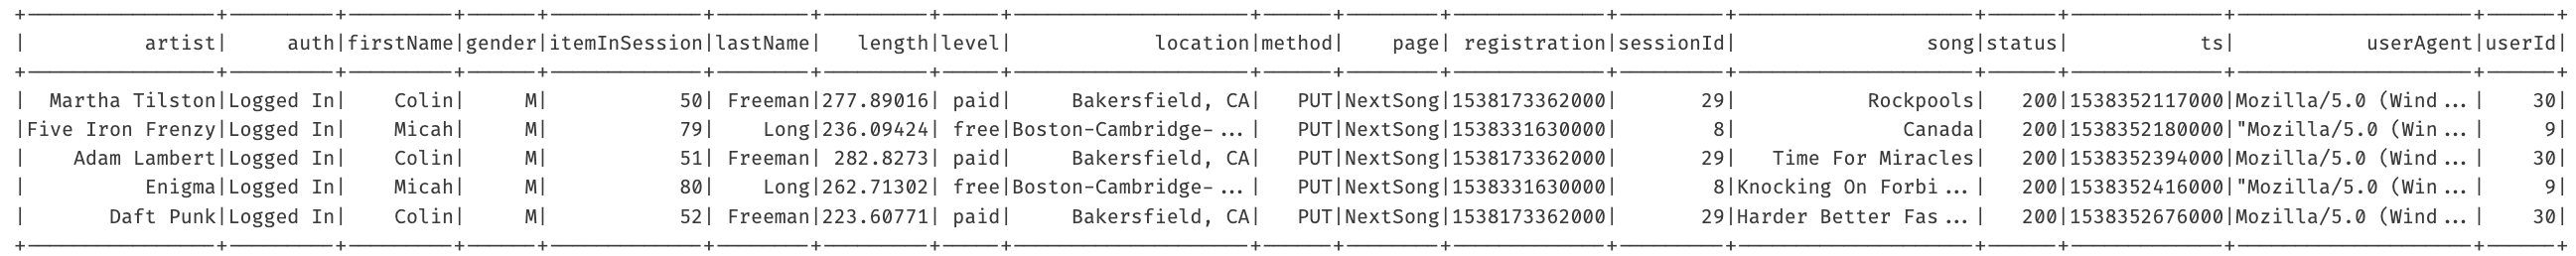 | artist| auth|firstName|gender|itemInSession|lastName| length|level| location|method| page| registration|sessionId| song|status| ts| userAgent|userId|
| Martha Tilston|Logged In| Colin| M| 50| Freeman|277.89016| paid| Bakersfield, CA| PUT|NextSong|1538173362000| 29| Rockpools| 200|1538352117000|Mozilla/5.0 (Wind...| 30|
|Five Iron Frenzy|Logged In| Micah| M| 79| Long|236.09424| free|Boston-Cambridge-...| PUT|NextSong|1538331630000| 8| Canada| 200|1538352180000|"Mozilla/5.0 (Win...| 9|
| Adam Lambert|Logged In| Colin| M| 51| Freeman| 282.8273| paid| Bakersfield, CA| PUT|NextSong|1538173362000| 29| Time For Miracles| 200|1538352394000|Mozilla/5.0 (Wind...| 30|
| Enigma|Logged In| Micah| M| 80| Long|262.71302| free|Boston-Cambridge-...| PUT|NextSong|1538331630000| 8|Knocking On Forbi...| 200|1538352416000|"Mozilla/5.0 (Win...| 9|
| Daft Punk|Logged In| Colin| M| 52| Freeman|223.60771| paid| Bakersfield, CA| PUT|NextSong|1538173362000| 29|Harder Better Fas...| 200|1538352676000|Mozilla/5.0 (Wind...| 30|